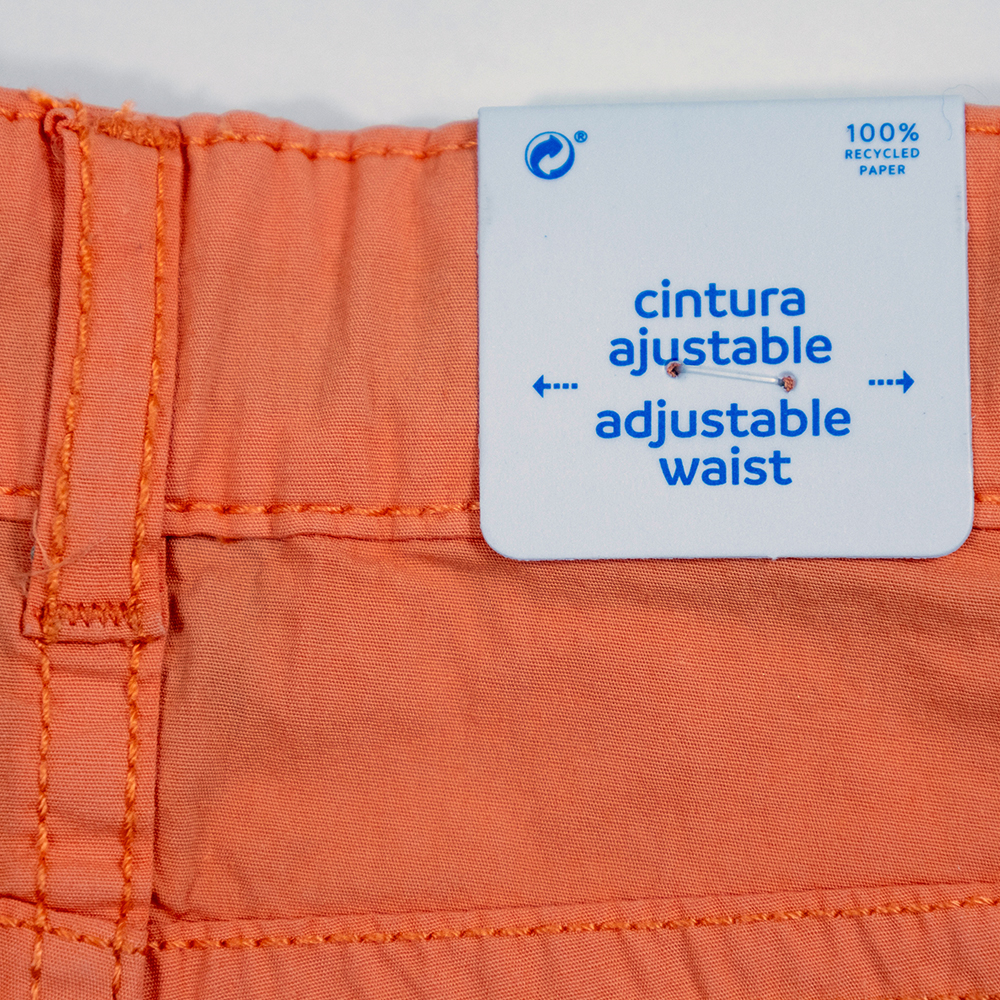 ®
100%
RECYCLED
PAPER
cintura
ajustable
adjustable
waist